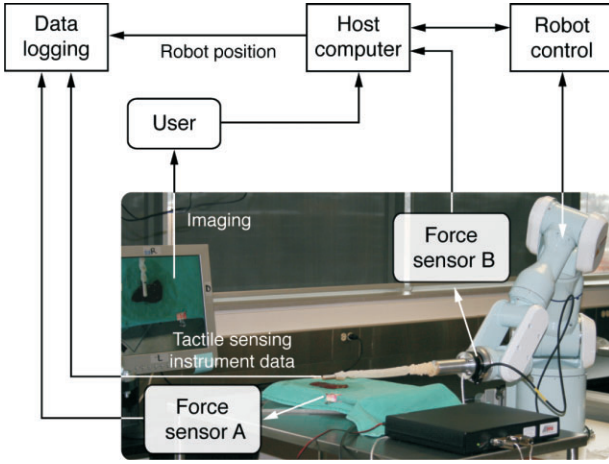 Data
logging
Host
computer
Robot
control
Robot position
User
Imaging
Force
sensor B
Tactile sensing
instrument data
Force
sensor A